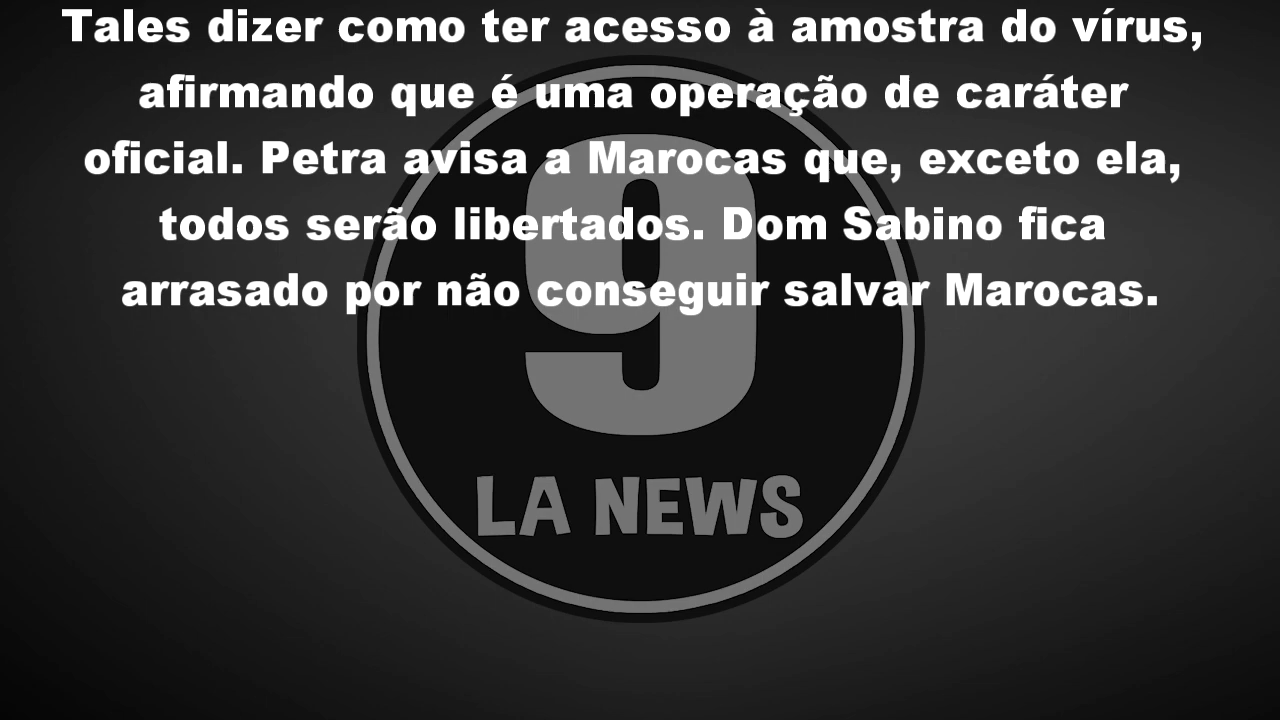 Tales dizer como ter acesso à amostra do vírus,
afirmando que é uma operação de caráter
oficial. Petra avisa a Marocas que, exceto ela,
todos serão libertados. Dom Sabino fica
arrasado por não conseguir salvar Marocas.
9
LA NEWS